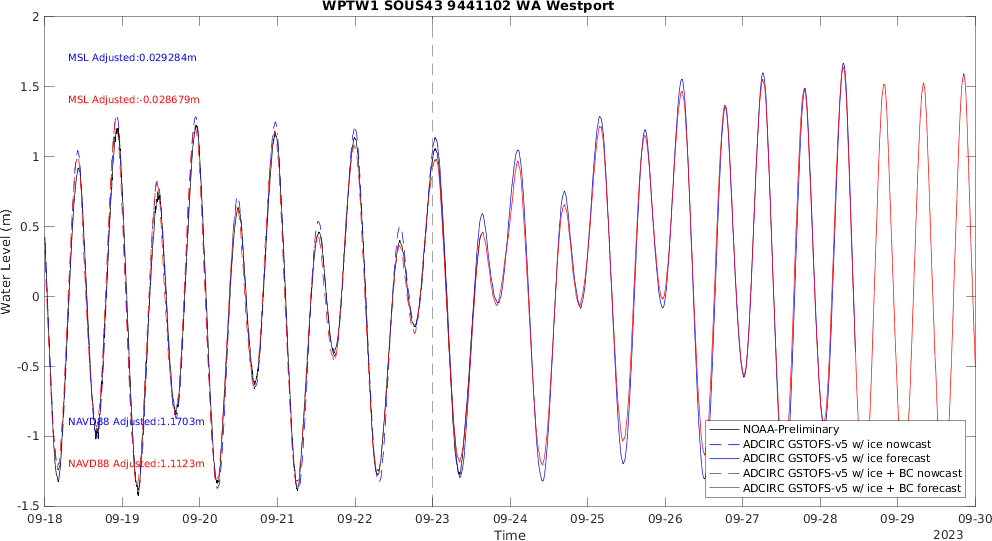 WPTW1 SOUS43 9441102 WA Westport
2
1.5
1
0.5
0
-0.5
-1
-1.5
Water Level (m)
MSL Adjusted:0.029284m
MSL Adjusted:-0.028679m
NAVD88 Adjusted:1.1703m
NAVD88 Adjusted:1.1123m
NOAA-Preliminary
ADCIRC GSTOFS-v5 w/ ice nowcast
ADCIRC GSTOFS-v5 w/ ice forecast
ADCIRC GSTOFS-v5 w/ ice + BC nowcast
ADCIRC GSTOFS-v5 w/ ice + BC forecast
09-18 09-19 09-20 09-21 09-22 09-23 09-24 09-25 09-26 09-27 09-28 09-29 09-30
Time
2023